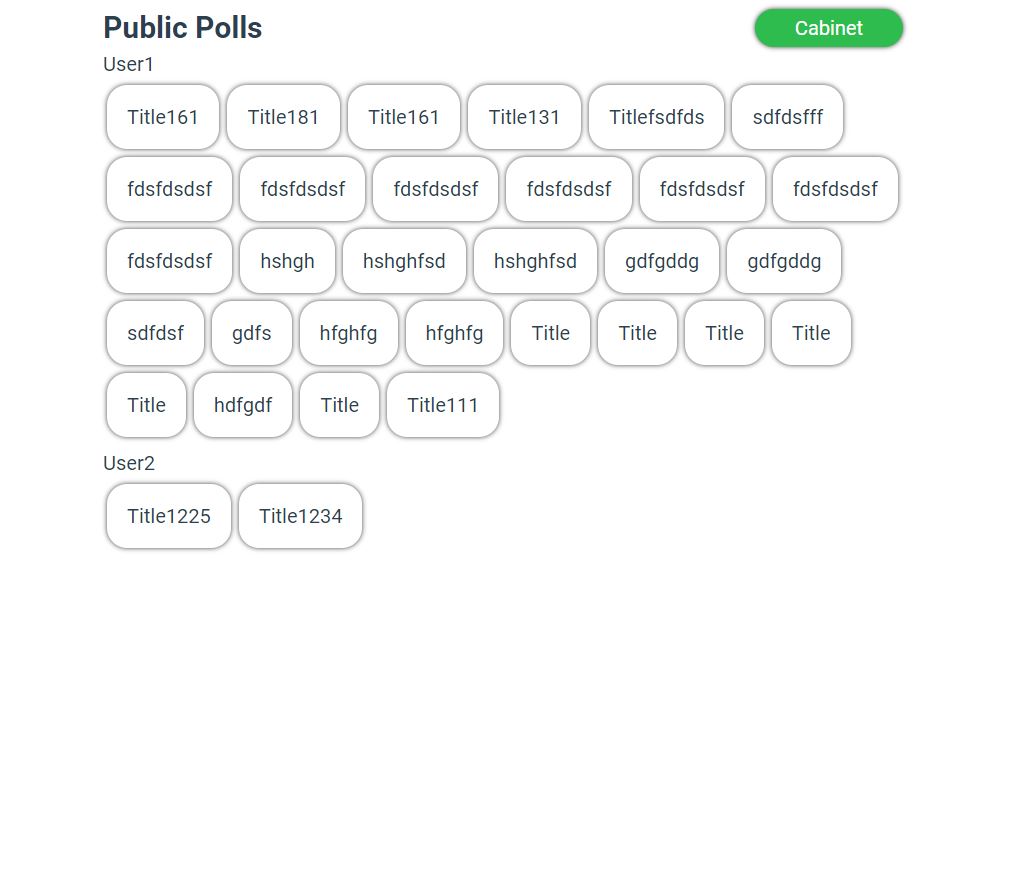 Public Polls Cabinet
User1
Title161 Title181 Title161 Title131 Titlefsdfds sdfdsfff
fdsfdsdsf fdsfdsdsf fdsfdsdsf fdsfdsdsf fdsfdsdsf fdsfdsdsf
fdsfdsdsf hshgh hshghfsd hshghfsd gdfgddg gdfgddg
sdfdsf gdfs hfghfg hfghfg Title Title Title Title
Title hdfgdf Title Title111
User2
Title1225 Title1234